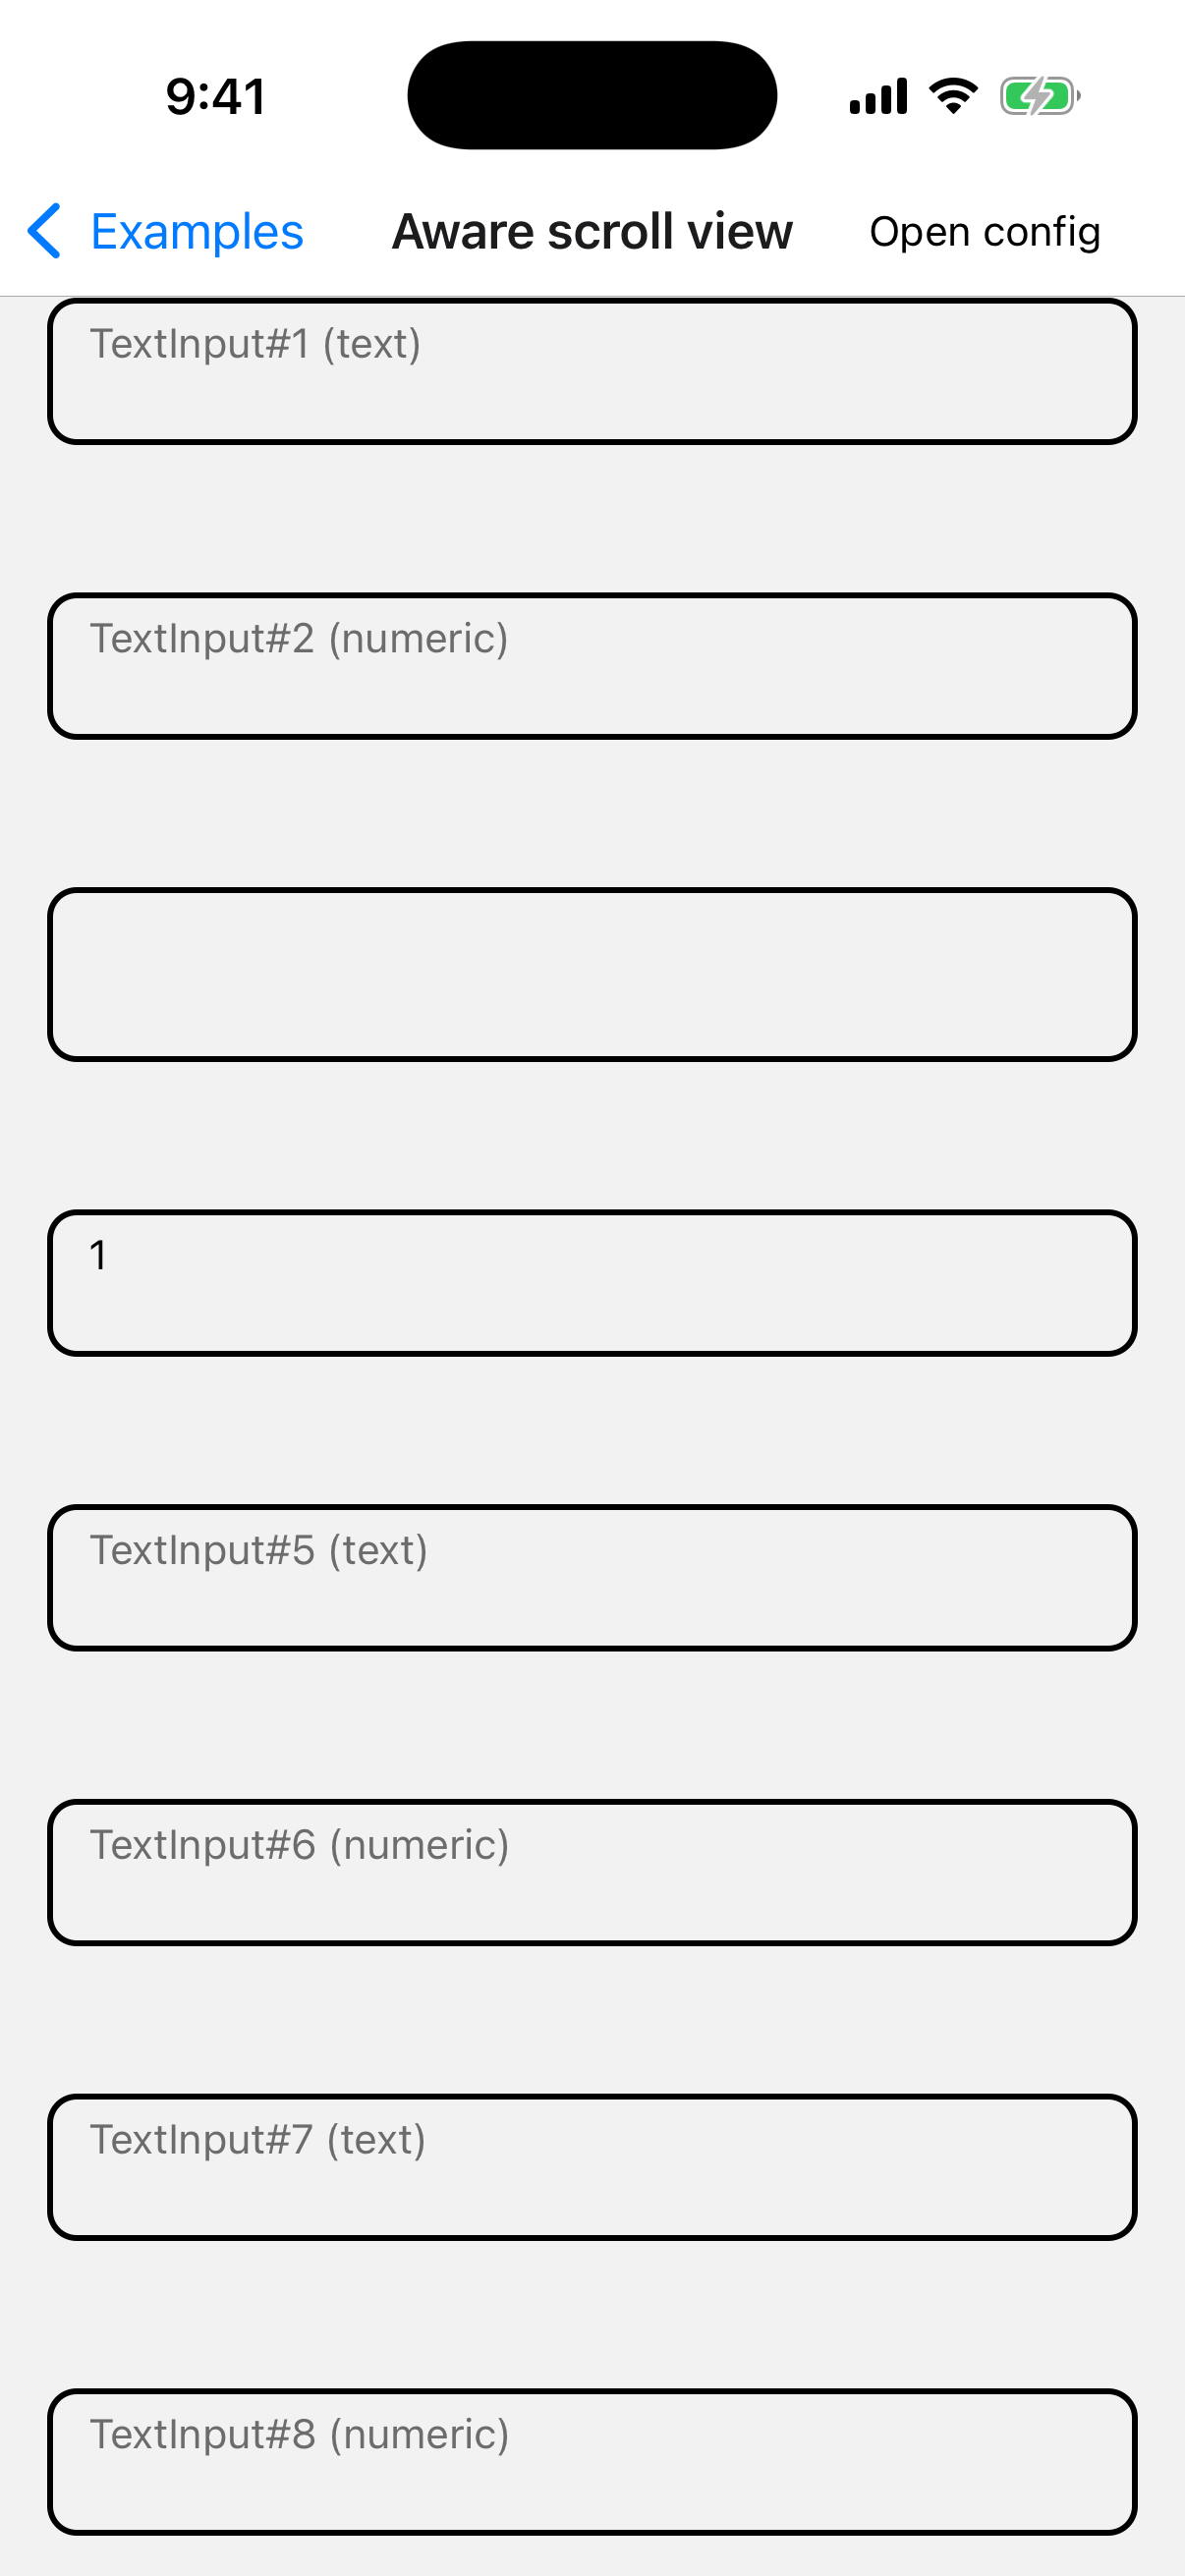 9:41
Examples Aware scroll view Open config
TextInput#1 (text)
TextInput#2 (numeric)
1
TextInput#5 (text)
TextInput#6 (numeric)
TextInput#7 (text)
TextInput#8 (numeric)